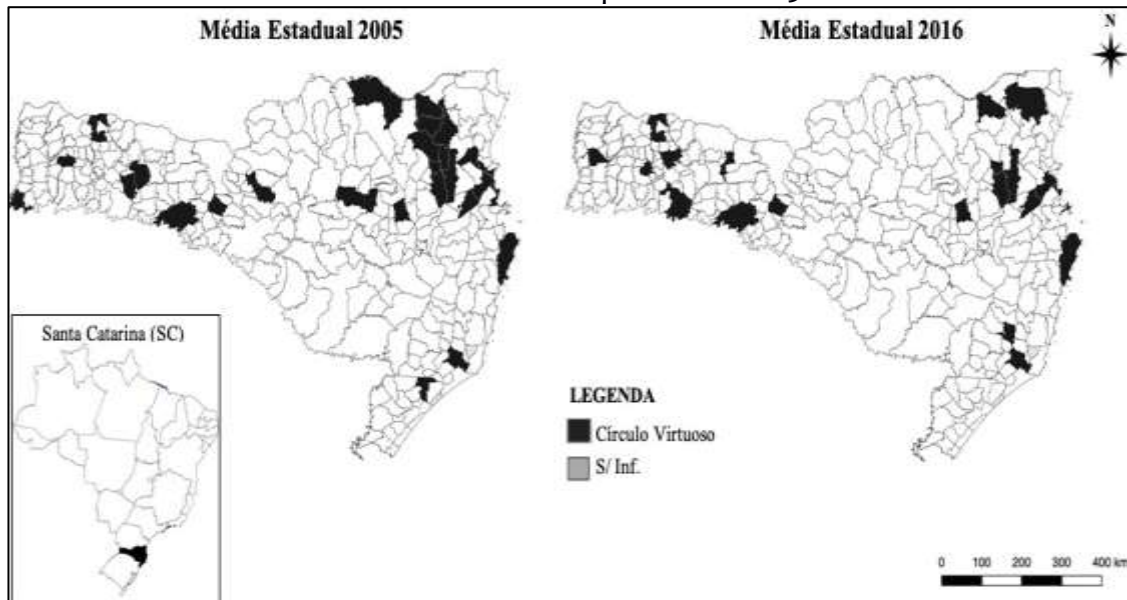 Média Estadual 2005
Média Estadual 2016
N
Santa Catarina (SC)
LEGENDA
Círculo Virtuoso
S/ Inf.
0 100 200 300 400 km